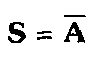 S = A̅